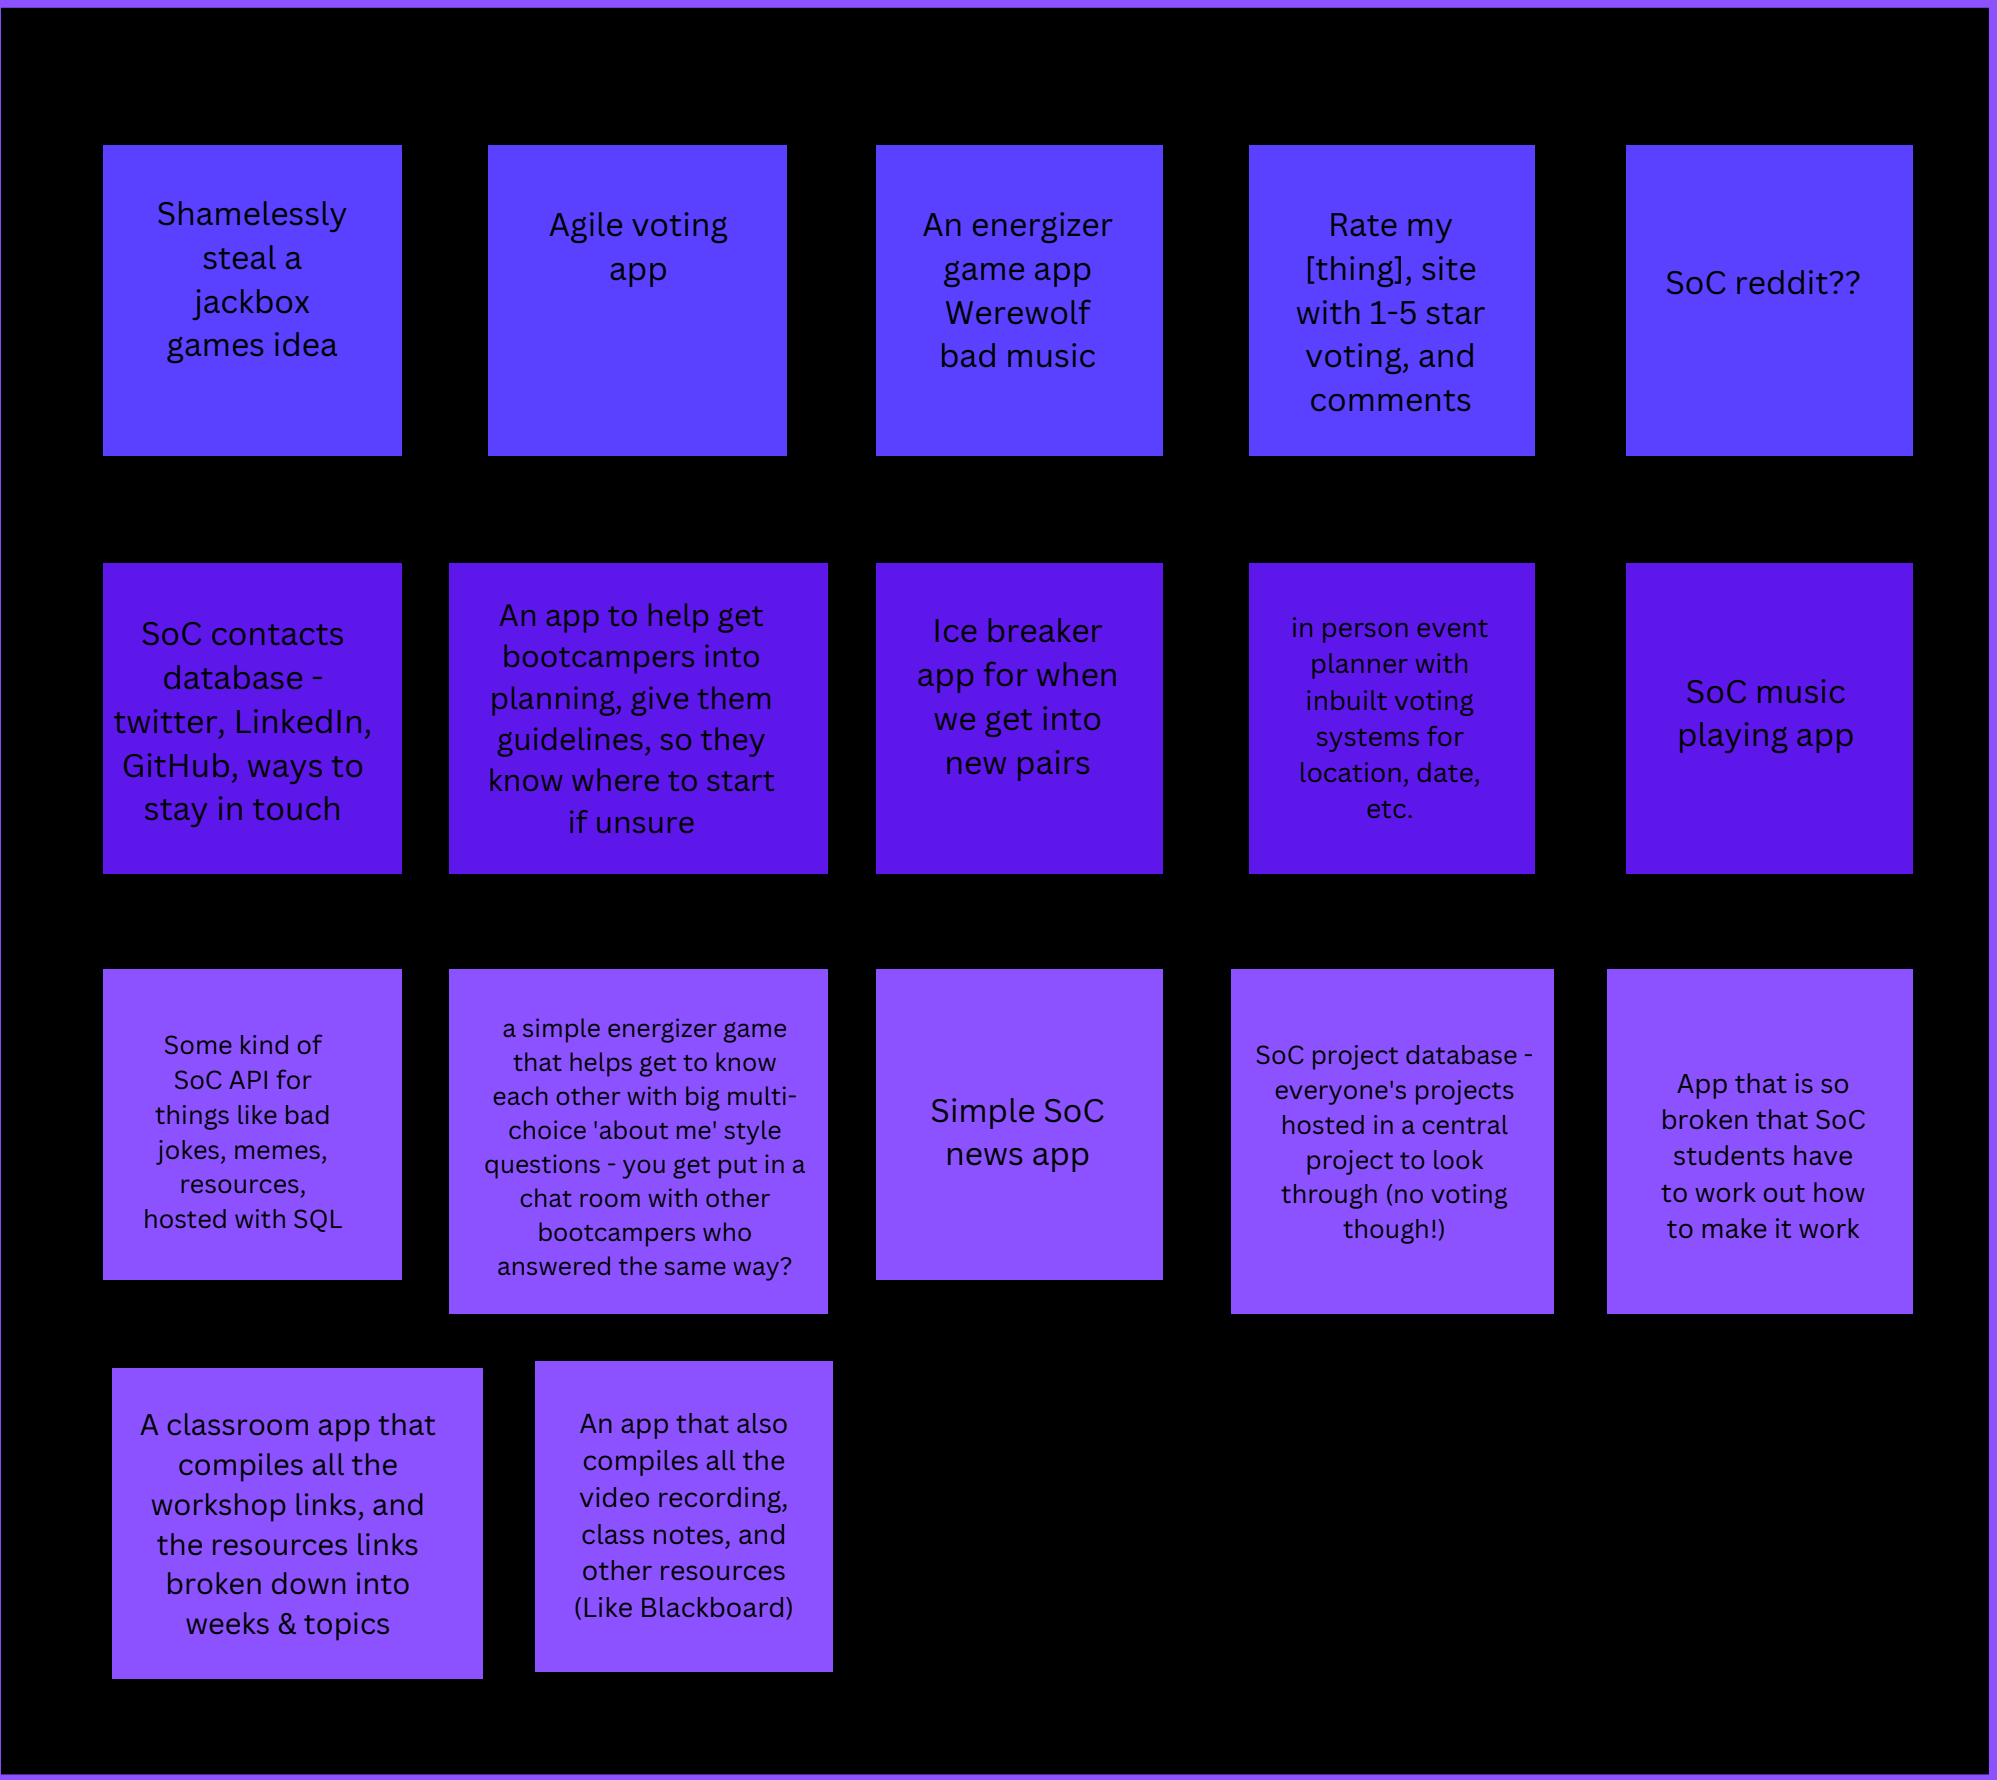 Shamelessly
steal a
jackbox
games idea
Agile voting
app
An energizer
game app
Werewolf
bad music
Rate my
[thing], site
with 1-5 star
voting, and
comments
SoC reddit??
SoC contacts
database -
twitter, LinkedIn,
GitHub, ways to
stay in touch
An app to help get
bootcampers into
planning, give them
guidelines, so they
know where to start
if unsure
Ice breaker
app for when
we get into
new pairs
in person event
planner with
inbuilt voting
systems for
location, date,
etc.
SoC music
playing app
Some kind of
SoC API for
things like bad
jokes, memes,
resources,
hosted with SQL
a simple energizer game
that helps get to know
each other with big multi-
choice 'about me' style
questions - you get put in a
chat room with other
bootcampers who
answered the same way?
Simple SoC
news app
SoC project database -
everyone's projects
hosted in a central
project to look
through (no voting
though!)
App that is so
broken that SoC
students have
to work out how
to make it work
A classroom app that
compiles all the
workshop links, and
the resources links
broken down into
weeks & topics
An app that also
compiles all the
video recording,
class notes, and
other resources
(Like Blackboard)